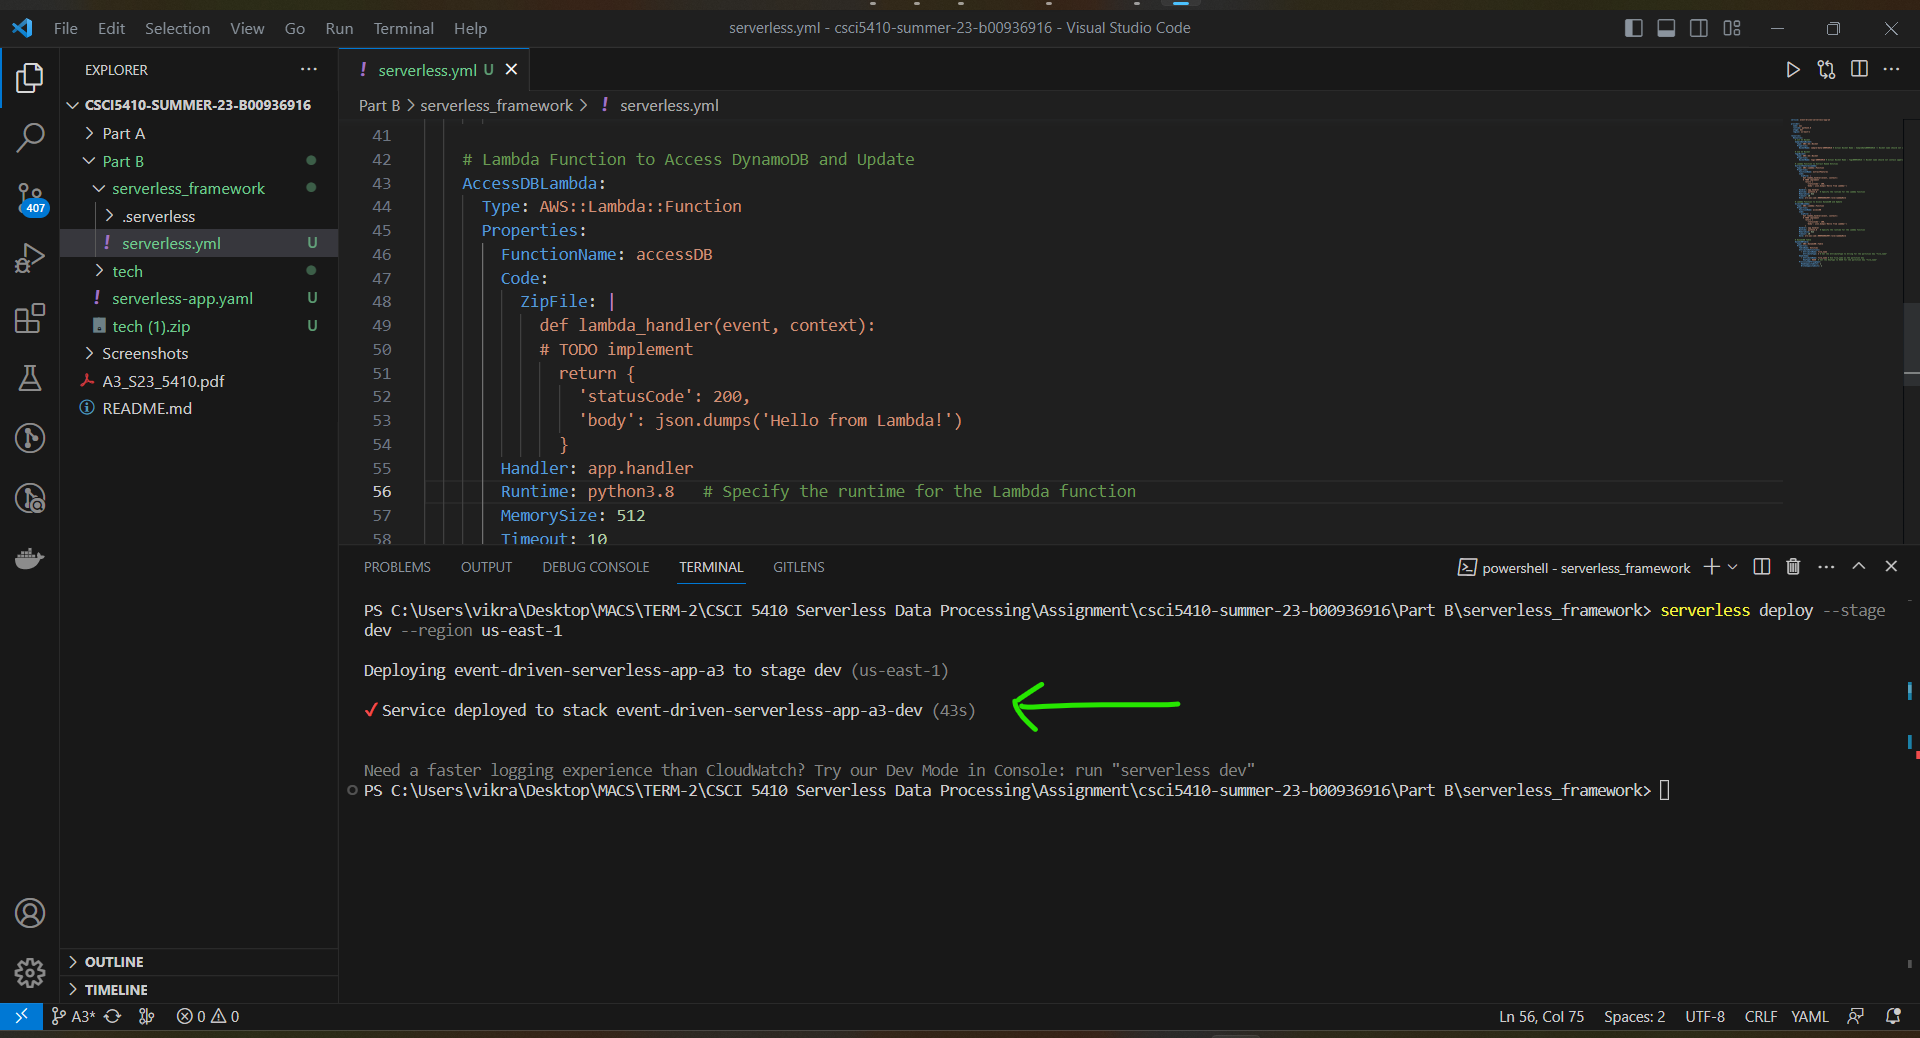 File Edit Selection View Go Run Terminal Help
serverless.yml - csci5410-summer-23-b00936916 - Visual Studio Code
EXPLORER
CSCI5410-SUMMER-23-B00936916
Part A
Part B
serverless_framework
.serverless
! serverless.yml U
tech
! serverless-app.yaml U
tech (1).zip U
Screenshots
A3_S23_5410.pdf
README.md
407
OUTLINE
TIMELINE
! serverless.yml U
Part B > serverless_framework > ! serverless.yml
41
42 # Lambda Function to Access DynamoDB and Update
43 AccessDBLambda:
44 Type: AWS::Lambda::Function
45 Properties:
46 FunctionName: accessDB
47 Code:
48 ZipFile: |
49 def lambda_handler(event, context):
50 # TODO implement
51 return {
52 'statusCode': 200,
53 'body': json.dumps('Hello from Lambda!')
54 }
55 Handler: app.handler
56 Runtime: python3.8 # Specify the runtime for the Lambda function
57 MemorySize: 512
58 Timeout: 10
PROBLEMS OUTPUT DEBUG CONSOLE TERMINAL GITLENS
powershell - serverless_framework
PS C:\Users\vikra\Desktop\MACS\TERM-2\CSCI 5410 Serverless Data Processing\Assignment\csci5410-summer-23-b00936916\Part B\serverless_framework> serverless deploy --stage
dev --region us-east-1
Deploying event-driven-serverless-app-a3 to stage dev (us-east-1)
✓Service deployed to stack event-driven-serverless-app-a3-dev (43s)
Need a faster logging experience than CloudWatch? Try our Dev Mode in Console: run "serverless dev"
PS C:\Users\vikra\Desktop\MACS\TERM-2\CSCI 5410 Serverless Data Processing\Assignment\csci5410-summer-23-b00936916\Part B\serverless_framework>
A3* 0 0
Ln 56, Col 75 Spaces: 2 UTF-8 CRLF YAML